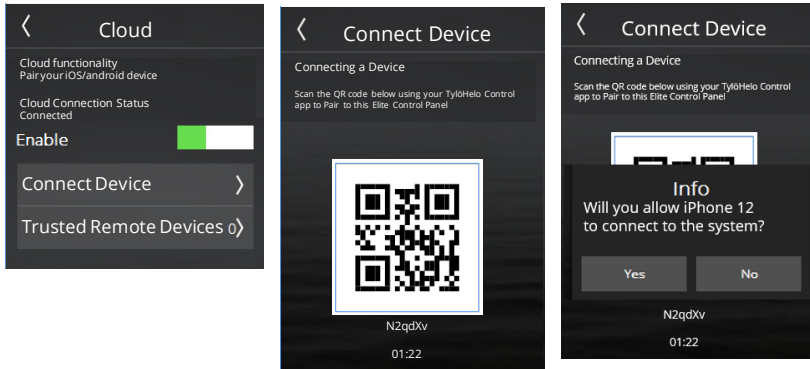 Cloud
Cloud functionality
Pair your iOS/android device
Cloud Connection Status
Connected
Enable
Connect Device
Trusted Remote Devices 0
Connect Device
Connecting a Device
Scan the QR code below using your TylöHelo Control
app to Pair to this Elite Control Panel
N2qdXv
01:22
Connect Device
Connecting a Device
Scan the QR code below using your TylöHelo Control
app to Pair to this Elite Control Panel
Info
Will you allow iPhone 12
to connect to the system?
Yes No
N2qdXv
01:22